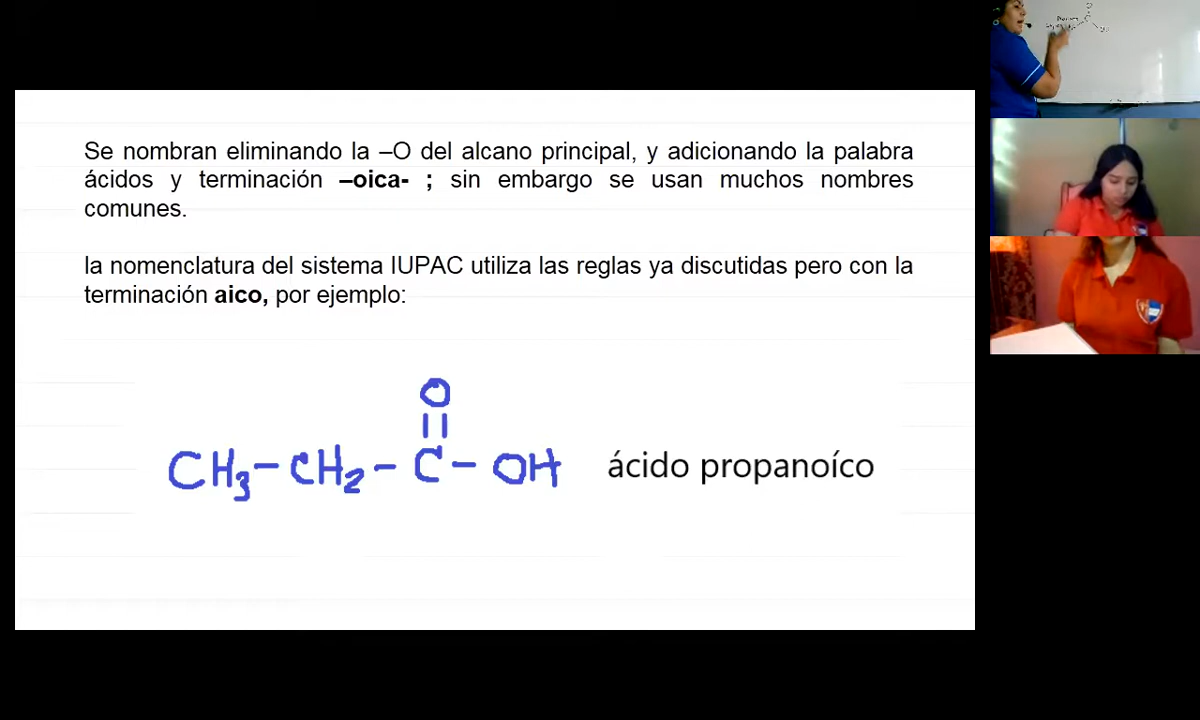 Se nombran eliminando la –O del alcano principal, y adicionando la palabra
ácidos y terminación –oica- ; sin embargo se usan muchos nombres
comunes.
la nomenclatura del sistema IUPAC utiliza las reglas ya discutidas pero con la
terminación aico, por ejemplo:
O
||
CH3-CH2-C-OH ácido propanoíco